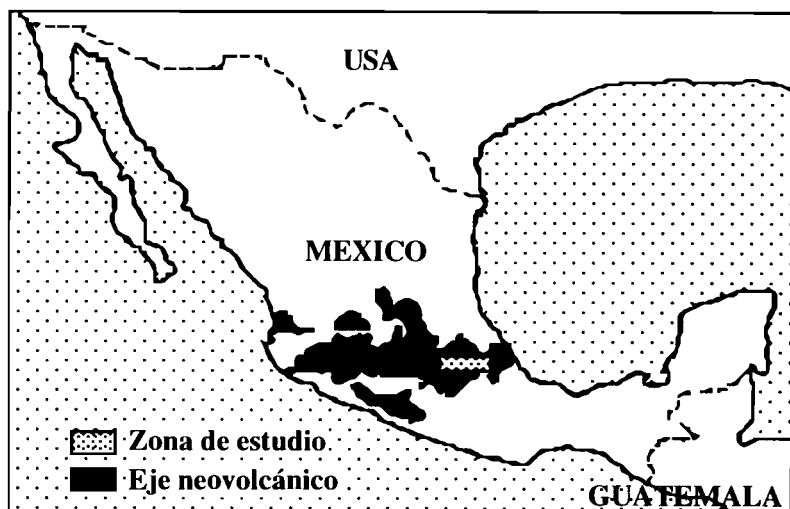 USA
MEXICO
Zona de estudio
Eje neovolcánico
GUATEMALA